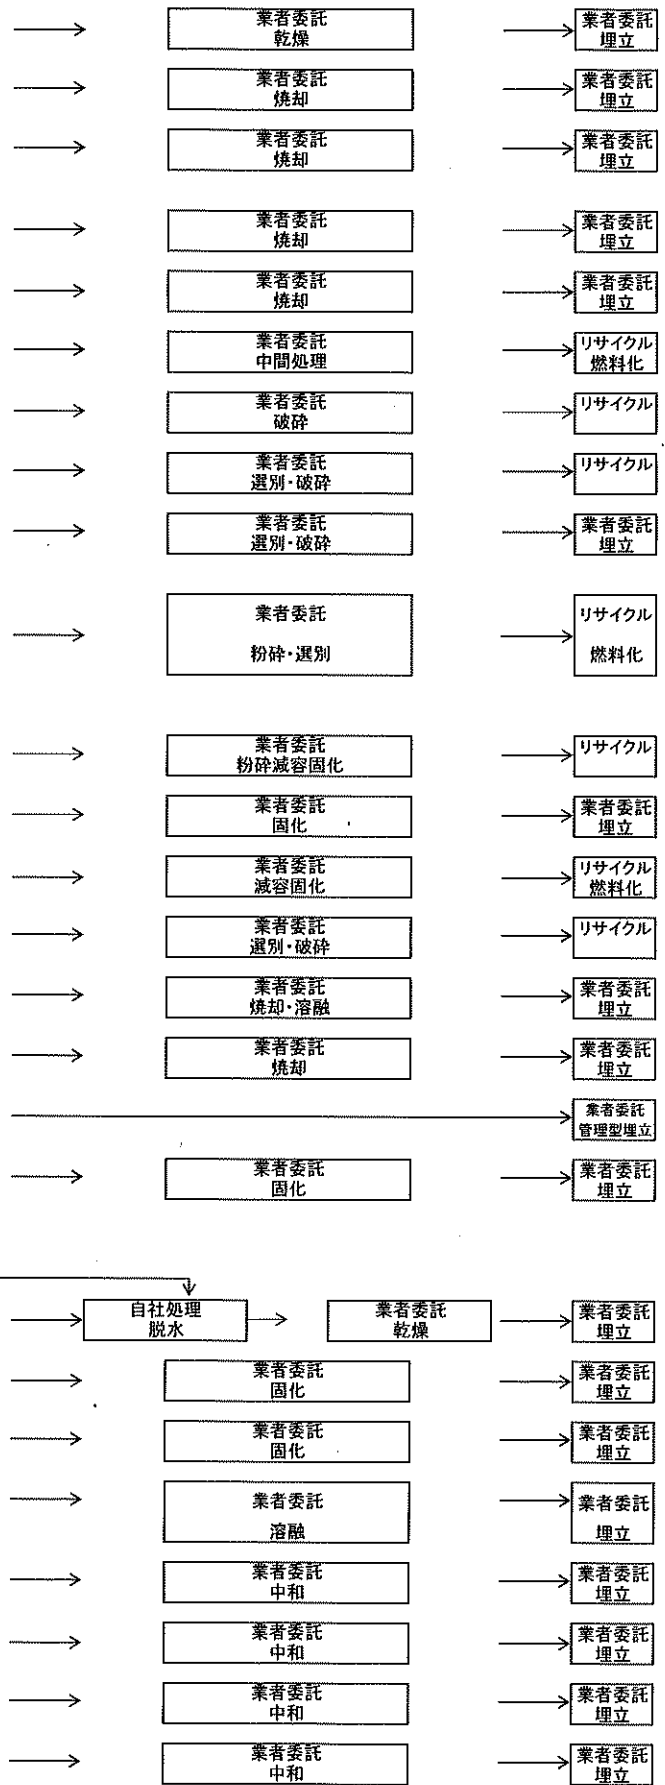 業者委託
乾燥
業者委託
埋立
業者委託
焼却
業者委託
埋立
業者委託
焼却
業者委託
埋立
業者委託
焼却
業者委託
埋立
業者委託
焼却
業者委託
埋立
業者委託
中間処理
リサイクル
燃料化
業者委託
破砕
リサイクル
業者委託
選別・破砕
リサイクル
業者委託
選別・破砕
業者委託
埋立
業者委託
粉砕・選別
リサイクル
燃料化
業者委託
粉砕減容固化
リサイクル
業者委託
固化
業者委託
埋立
業者委託
減容固化
リサイクル
燃料化
業者委託
選別・破砕
リサイクル
業者委託
焼却・溶融
業者委託
埋立
業者委託
焼却
業者委託
埋立
業者委託
管理型埋立
業者委託
固化
業者委託
埋立
自社処理
脱水
業者委託
乾燥
業者委託
埋立
業者委託
固化
業者委託
埋立
業者委託
固化
業者委託
埋立
業者委託
溶融
業者委託
埋立
業者委託
中和
業者委託
埋立
業者委託
中和
業者委託
埋立
業者委託
中和
業者委託
埋立
業者委託
中和
業者委託
埋立